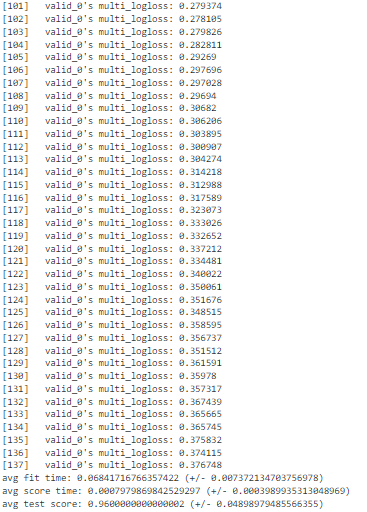 [101] valid_0's multi_logloss: 0.279374
[102] valid_0's multi_logloss: 0.278105
[103] valid_0's multi_logloss: 0.279826
[104] valid_0's multi_logloss: 0.282811
[105] valid_0's multi_logloss: 0.29269
[106] valid_0's multi_logloss: 0.297696
[107] valid_0's multi_logloss: 0.297028
[108] valid_0's multi_logloss: 0.29694
[109] valid_0's multi_logloss: 0.30682
[110] valid_0's multi_logloss: 0.306206
[111] valid_0's multi_logloss: 0.303895
[112] valid_0's multi_logloss: 0.300907
[113] valid_0's multi_logloss: 0.304274
[114] valid_0's multi_logloss: 0.314218
[115] valid_0's multi_logloss: 0.312988
[116] valid_0's multi_logloss: 0.317589
[117] valid_0's multi_logloss: 0.323073
[118] valid_0's multi_logloss: 0.333026
[119] valid_0's multi_logloss: 0.332652
[120] valid_0's multi_logloss: 0.337212
[121] valid_0's multi_logloss: 0.334481
[122] valid_0's multi_logloss: 0.340022
[123] valid_0's multi_logloss: 0.350061
[124] valid_0's multi_logloss: 0.351676
[125] valid_0's multi_logloss: 0.348515
[126] valid_0's multi_logloss: 0.358595
[127] valid_0's multi_logloss: 0.356737
[128] valid_0's multi_logloss: 0.351512
[129] valid_0's multi_logloss: 0.361591
[130] valid_0's multi_logloss: 0.35978
[131] valid_0's multi_logloss: 0.357317
[132] valid_0's multi_logloss: 0.367439
[133] valid_0's multi_logloss: 0.365665
[134] valid_0's multi_logloss: 0.365745
[135] valid_0's multi_logloss: 0.375832
[136] valid_0's multi_logloss: 0.374115
[137] valid_0's multi_logloss: 0.376748
avg fit time: 0.06841716766357422 (+/- 0.007372134703756978)
avg score time: 0.0007979869842529297 (+/- 0.0003989935313048969)
avg test score: 0.9600000000000002 (+/- 0.04898979485566355)